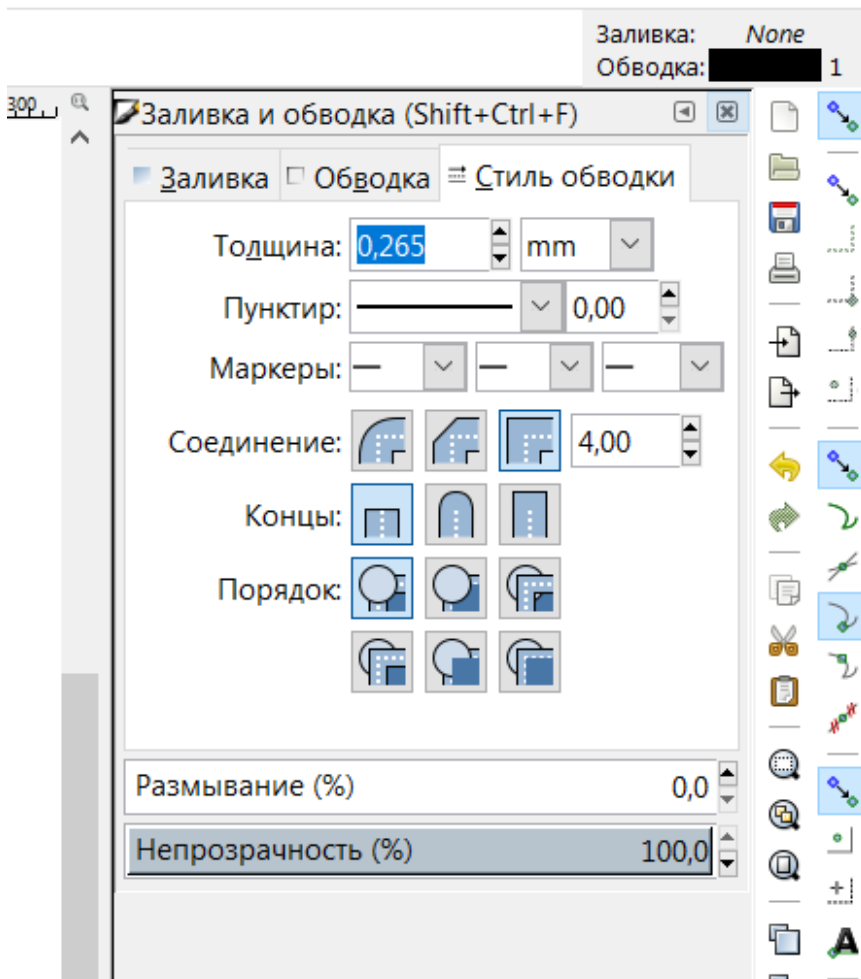 Заливка: None
Обводка: 1
300
Заливка и обводка (Shift+Ctrl+F)
Заливка Обводка Стиль обводки
Толщина: 0,265 mm
Пунктир: 0,00
Маркеры:
Соединение: 4,00
Концы:
Порядок:
Размывание (%) 0,0
Непрозрачность (%) 100,0
A